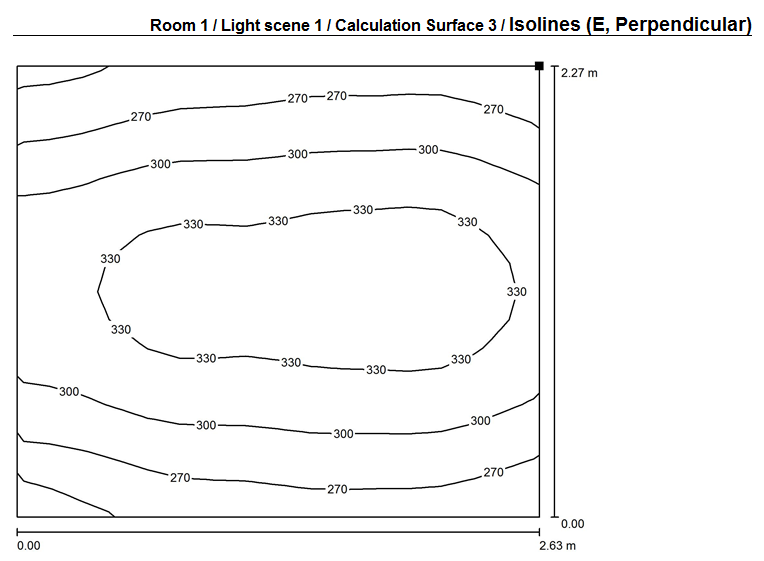 Room 1 / Light scene 1 / Calculation Surface 3 / Isolines (E, Perpendicular)
2.27 m
270 270 270 270
300 300 300
330 330 330 330
330 330
330
330 330 330 330
300 300 300 300
270 270 270
0.00
0.00 2.63 m